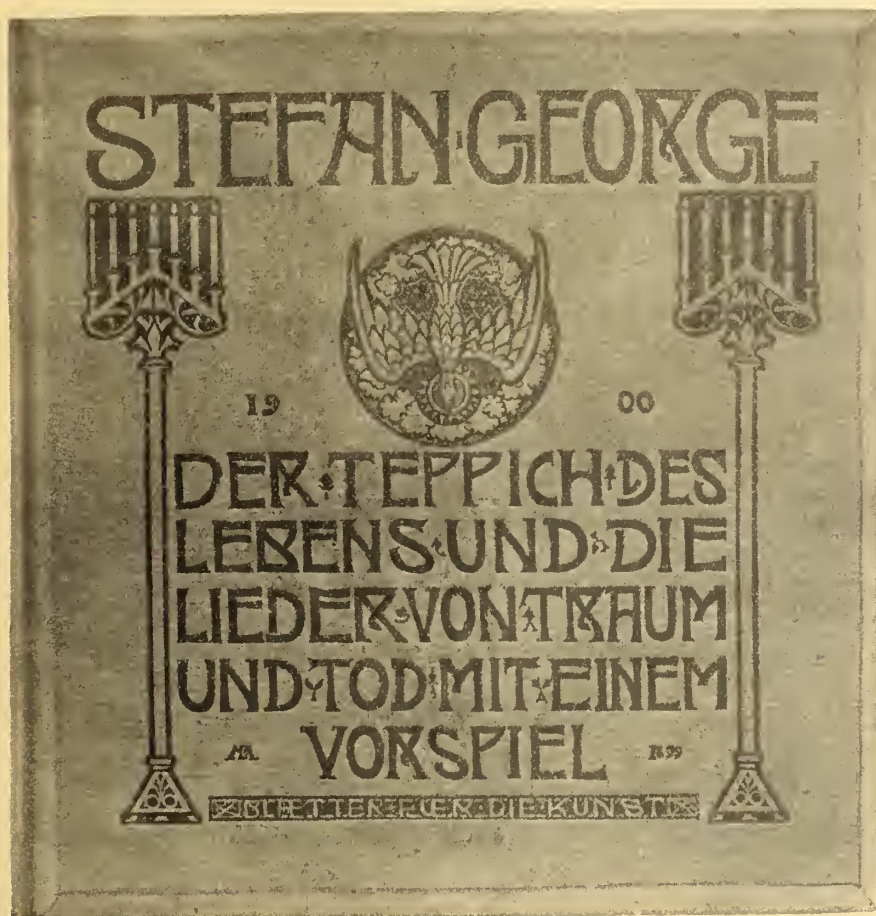 STEFAN·GEORGE
19 00
DER·TEPPICH·DES
LEBENS·UND·DIE
LIEDER·VON·TRAUM
UND·TOD·MIT·EINEM
VORSPIEL
BLÆTTER·FUER·DIE·KUNST